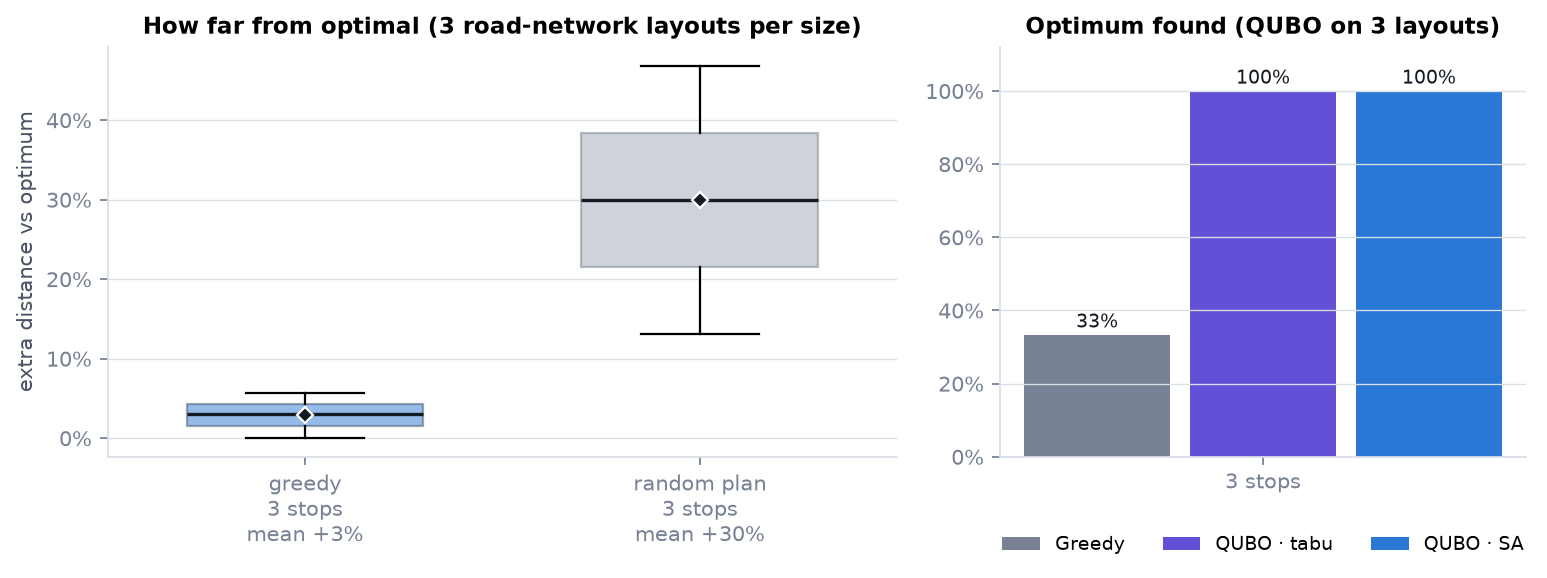 How far from optimal (3 road-network layouts per size)
extra distance vs optimum
40%
30%
20%
10%
0%
greedy
3 stops
mean +3%
random plan
3 stops
mean +30%
Optimum found (QUBO on 3 layouts)
100%
80%
60%
40%
20%
0%
33%
100%
100%
3 stops
Greedy
QUBO · tabu
QUBO · SA